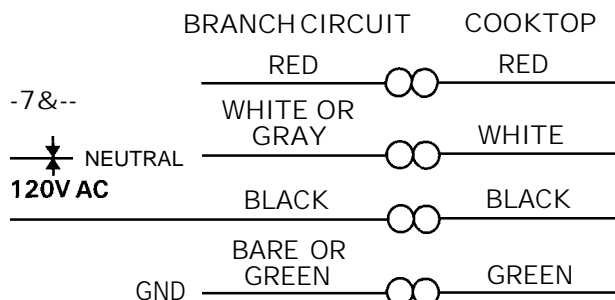 BRANCH CIRCUIT COOKTOP
RED RED
-7&--
WHITE OR
GRAY WHITE
NEUTRAL
120V AC
BLACK BLACK
BARE OR
GREEN GREEN
GND